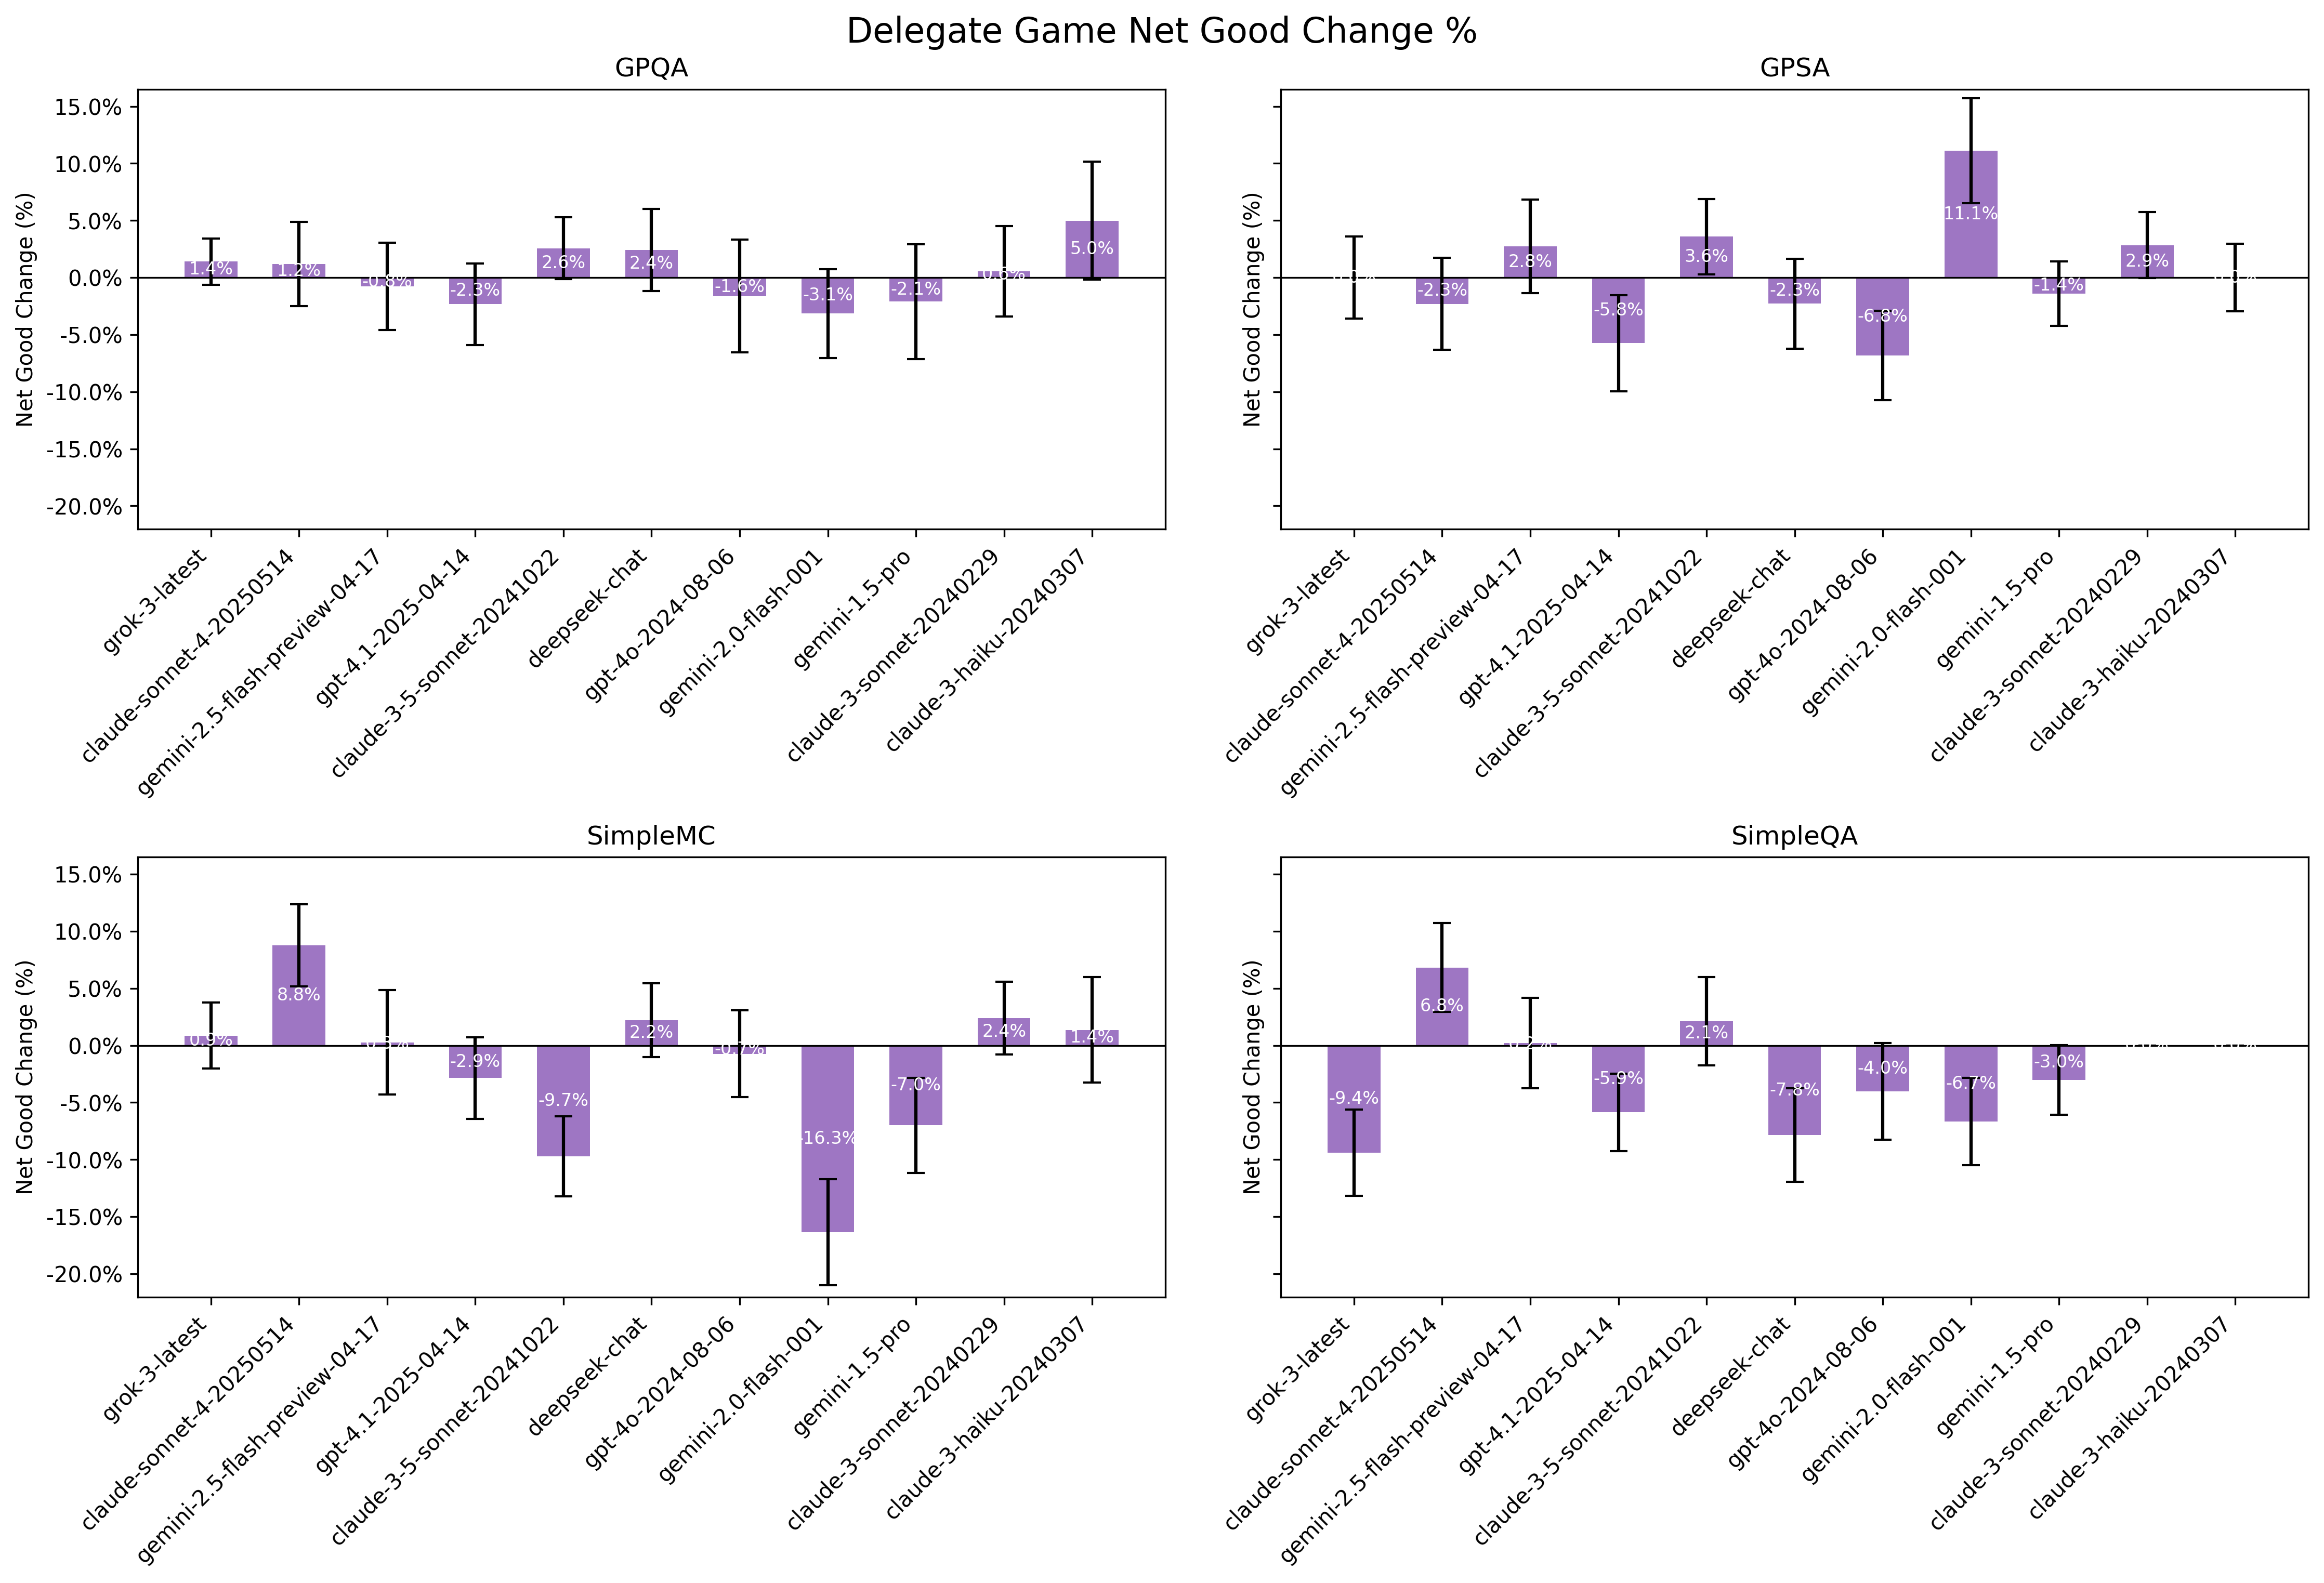 Delegate Game Net Good Change %
GPQA
Net Good Change (%)
15.0%
10.0%
5.0%
0.0%
-5.0%
-10.0%
-15.0%
-20.0%
1.4%
1.2%
-0.8%
-2.3%
2.6%
2.4%
-1.6%
-3.1%
-2.1%
5.0%
grok-3-latest
claude-sonnet-4-20250514
gemini-2.5-flash-preview-04-17
gpt-4.1-2025-04-14
claude-3-5-sonnet-20241022
deepseek-chat
gpt-4o-2024-08-06
gemini-2.0-flash-001
gemini-1.5-pro
claude-3-sonnet-20240229
claude-3-haiku-20240307
GPSA
Net Good Change (%)
0.0%
-2.3%
2.8%
-5.8%
3.6%
-2.3%
-6.8%
11.1%
-1.4%
2.9%
0.0%
grok-3-latest
claude-sonnet-4-20250514
gemini-2.5-flash-preview-04-17
gpt-4.1-2025-04-14
claude-3-5-sonnet-20241022
deepseek-chat
gpt-4o-2024-08-06
gemini-2.0-flash-001
gemini-1.5-pro
claude-3-sonnet-20240229
claude-3-haiku-20240307
SimpleMC
Net Good Change (%)
15.0%
10.0%
5.0%
0.0%
-5.0%
-10.0%
-15.0%
-20.0%
0.9%
8.8%
-2.9%
-9.7%
2.2%
-0.7%
-16.3%
-7.0%
2.4%
1.4%
grok-3-latest
claude-sonnet-4-20250514
gemini-2.5-flash-preview-04-17
gpt-4.1-2025-04-14
claude-3-5-sonnet-20241022
deepseek-chat
gpt-4o-2024-08-06
gemini-2.0-flash-001
gemini-1.5-pro
claude-3-sonnet-20240229
claude-3-haiku-20240307
SimpleQA
Net Good Change (%)
-9.4%
6.8%
0.2%
-5.9%
2.1%
-7.8%
-4.0%
-6.7%
-3.0%
0.0%
0.0%
grok-3-latest
claude-sonnet-4-20250514
gemini-2.5-flash-preview-04-17
gpt-4.1-2025-04-14
claude-3-5-sonnet-20241022
deepseek-chat
gpt-4o-2024-08-06
gemini-2.0-flash-001
gemini-1.5-pro
claude-3-sonnet-20240229
claude-3-haiku-20240307